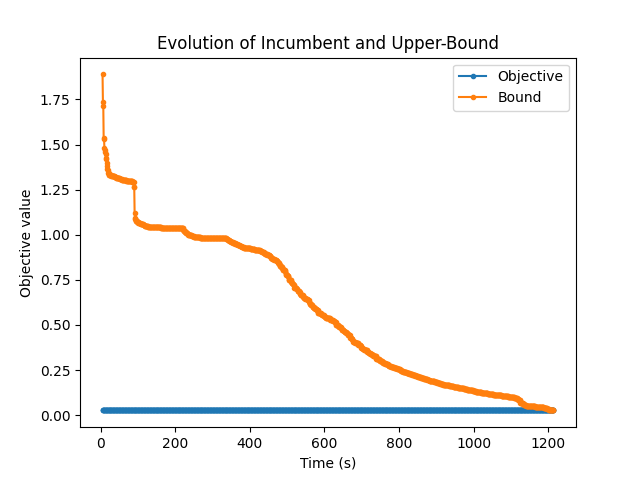 Evolution of Incumbent and Upper-Bound
Objective
Bound
Objective value
1.75
1.50
1.25
1.00
0.75
0.50
0.25
0.00
0 200 400 600 800 1000 1200
Time (s)